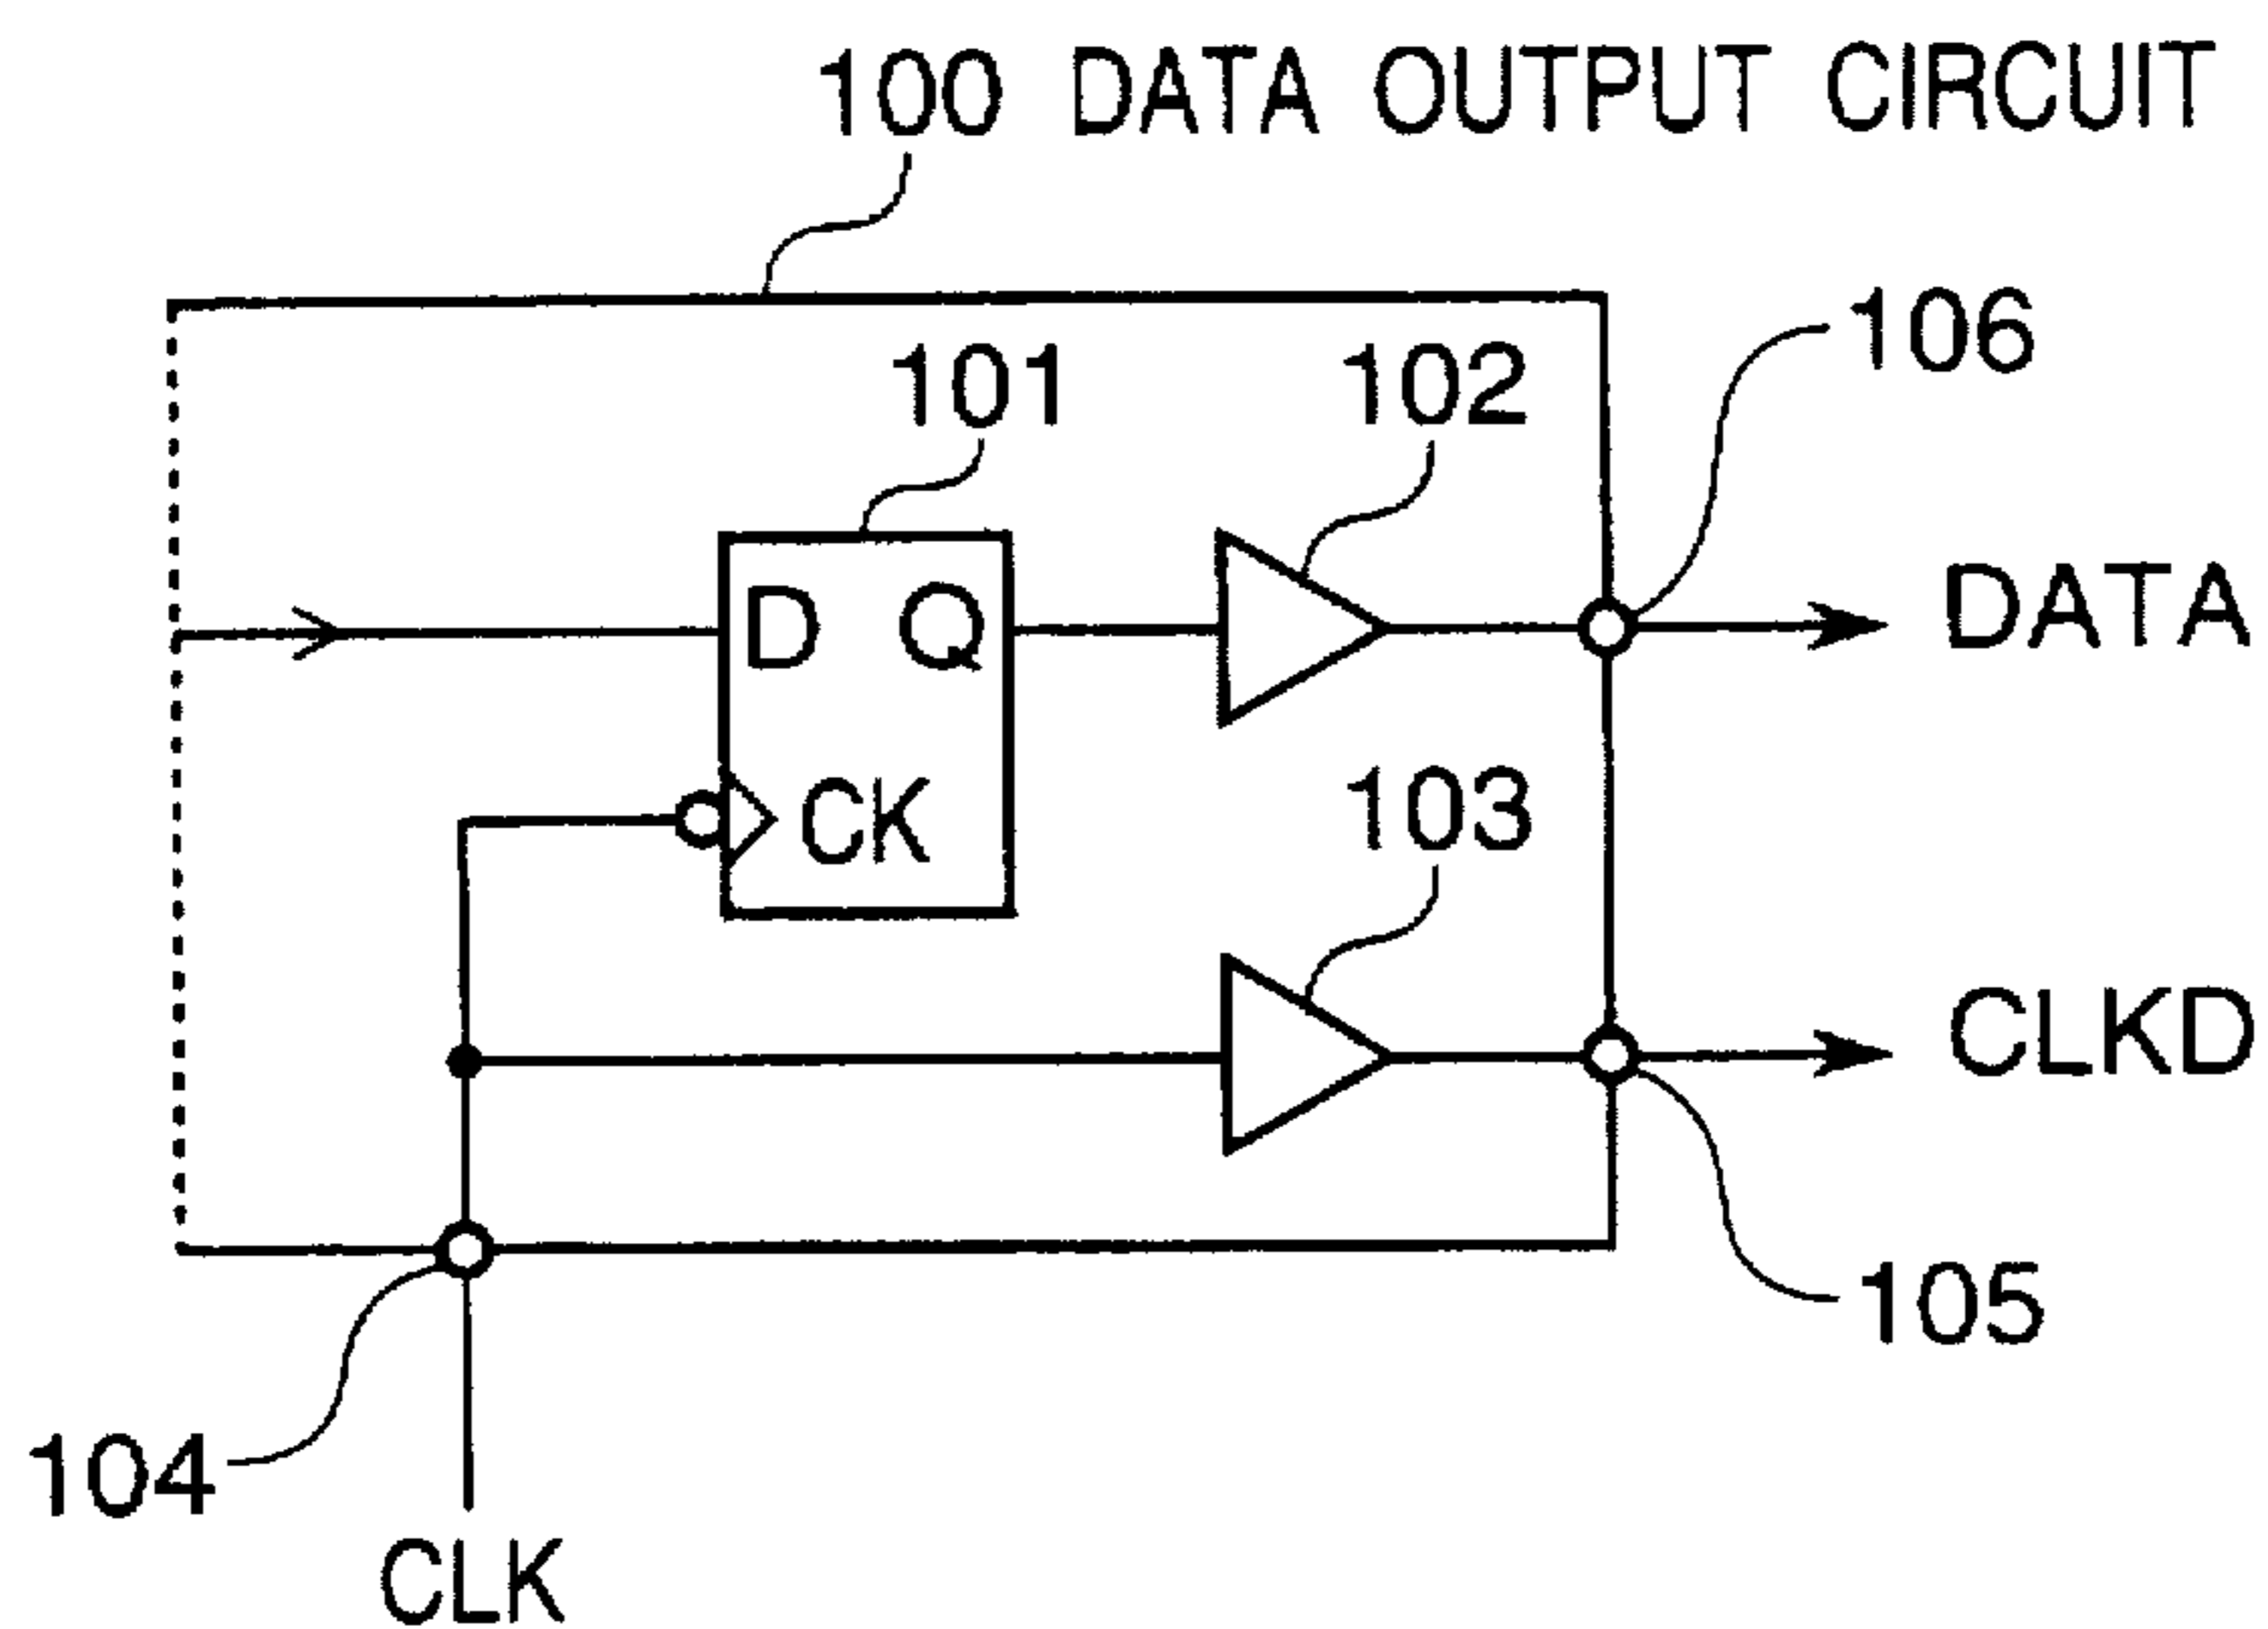 100 DATA OUTPUT CIRCUIT
106
101
102
D Q
DATA
CK
103
CLKD
105
104
CLK